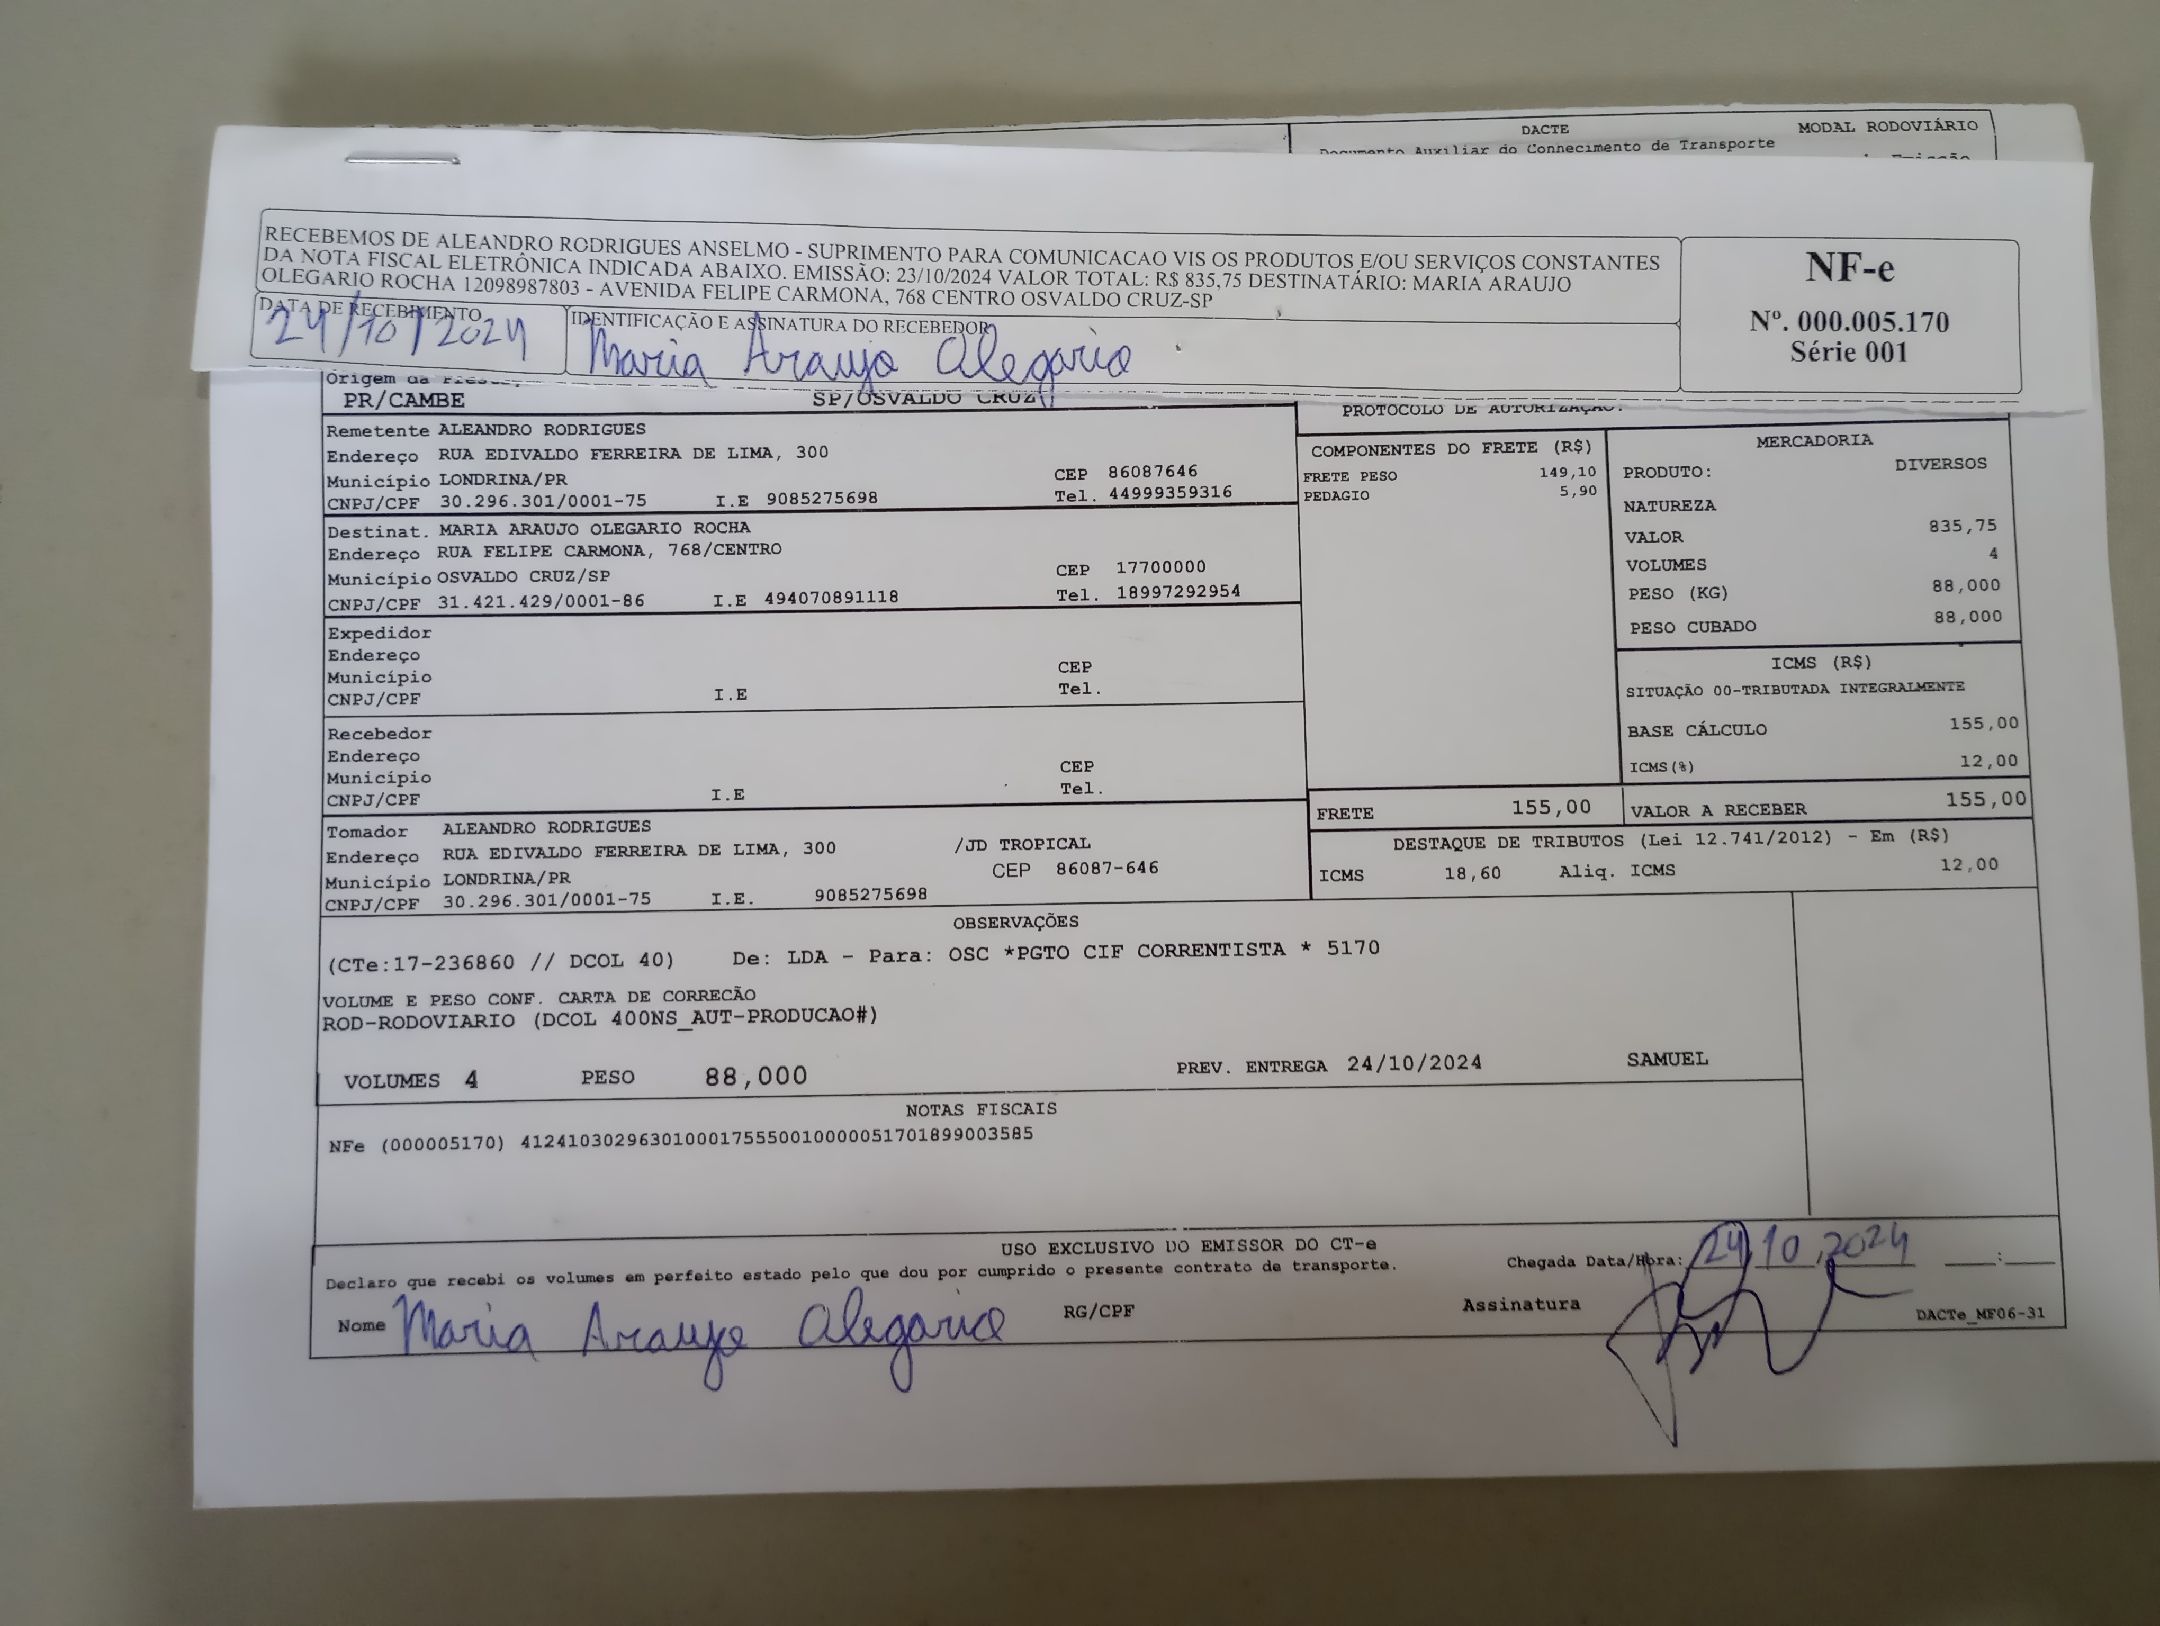 DACTE
MODAL RODOVIÁRIO
Documento Auxiliar do Connecimento de Transporte
RECEBEMOS DE ALEANDRO RODRIGUES ANSELMO - SUPRIMENTO PARA COMUNICACAO VIS OS PRODUTOS E/OU SERVIÇOS CONSTANTES
DA NOTA FISCAL ELETRÔNICA INDICADA ABAIXO. EMISSÃO: 23/10/2024 VALOR TOTAL: R$ 835,75 DESTINATÁRIO: MARIA ARAUJO
OLEGARIO ROCHA 12098987803 - AVENIDA FELIPE CARMONA, 768 CENTRO OSVALDO CRUZ-SP
DATA DE RECEBIMENTO
24/10/2024
IDENTIFICAÇÃO E ASSINATURA DO RECEBEDOR
Maria Araujo Olegario
NF-e
Nº. 000.005.170
Série 001
Origem da
PR/CAMBE SP/OSVALDO CRUZ
PROTOCOLO DE AUTORIZAÇÃO:
Remetente ALEANDRO RODRIGUES
Endereço RUA EDIVALDO FERREIRA DE LIMA, 300
Município LONDRINA/PR CEP 86087646
CNPJ/CPF 30.296.301/0001-75 I.E 9085275698 Tel. 44999359316
Destinat. MARIA ARAUJO OLEGARIO ROCHA
Endereço RUA FELIPE CARMONA, 768/CENTRO
Município OSVALDO CRUZ/SP CEP 17700000
CNPJ/CPF 31.421.429/0001-86 I.E 494070891118 Tel. 18997292954
Expedidor
Endereço
Município CEP
CNPJ/CPF I.E Tel.
Recebedor
Endereço
Município CEP
CNPJ/CPF I.E Tel.
Tomador ALEANDRO RODRIGUES
Endereço RUA EDIVALDO FERREIRA DE LIMA, 300 /JD TROPICAL
Município LONDRINA/PR CEP 86087-646
CNPJ/CPF 30.296.301/0001-75 I.E. 9085275698
COMPONENTES DO FRETE (R$)
FRETE PESO 149,10
PEDAGIO 5,90
MERCADORIA
PRODUTO: DIVERSOS
NATUREZA
VALOR 835,75
VOLUMES 4
PESO (KG) 88,000
PESO CUBADO 88,000
ICMS (R$)
SITUAÇÃO 00-TRIBUTADA INTEGRALMENTE
BASE CÁLCULO 155,00
ICMS(%) 12,00
FRETE 155,00 VALOR A RECEBER 155,00
DESTAQUE DE TRIBUTOS (Lei 12.741/2012) - Em (R$)
ICMS 18,60 Aliq. ICMS 12,00
OBSERVAÇÕES
(CTe:17-236860 // DCOL 40) De: LDA - Para: OSC *PGTO CIF CORRENTISTA * 5170
VOLUME E PESO CONF. CARTA DE CORRECÃO
ROD-RODOVIARIO (DCOL 400NS_AUT-PRODUCAO#)
VOLUMES 4 PESO 88,000 PREV. ENTREGA 24/10/2024 SAMUEL
NOTAS FISCAIS
NFe (000005170) 41241030296301000175550010000051701899003585
USO EXCLUSIVO DO EMISSOR DO CT-e
Declaro que recebi os volumes em perfeito estado pelo que dou por cumprido o presente contrato de transporte.
Chegada Data/Hora: 24/10/2024 ____:____
Nome Maria Araujo Olegario RG/CPF Assinatura
DACTe_MF06-31